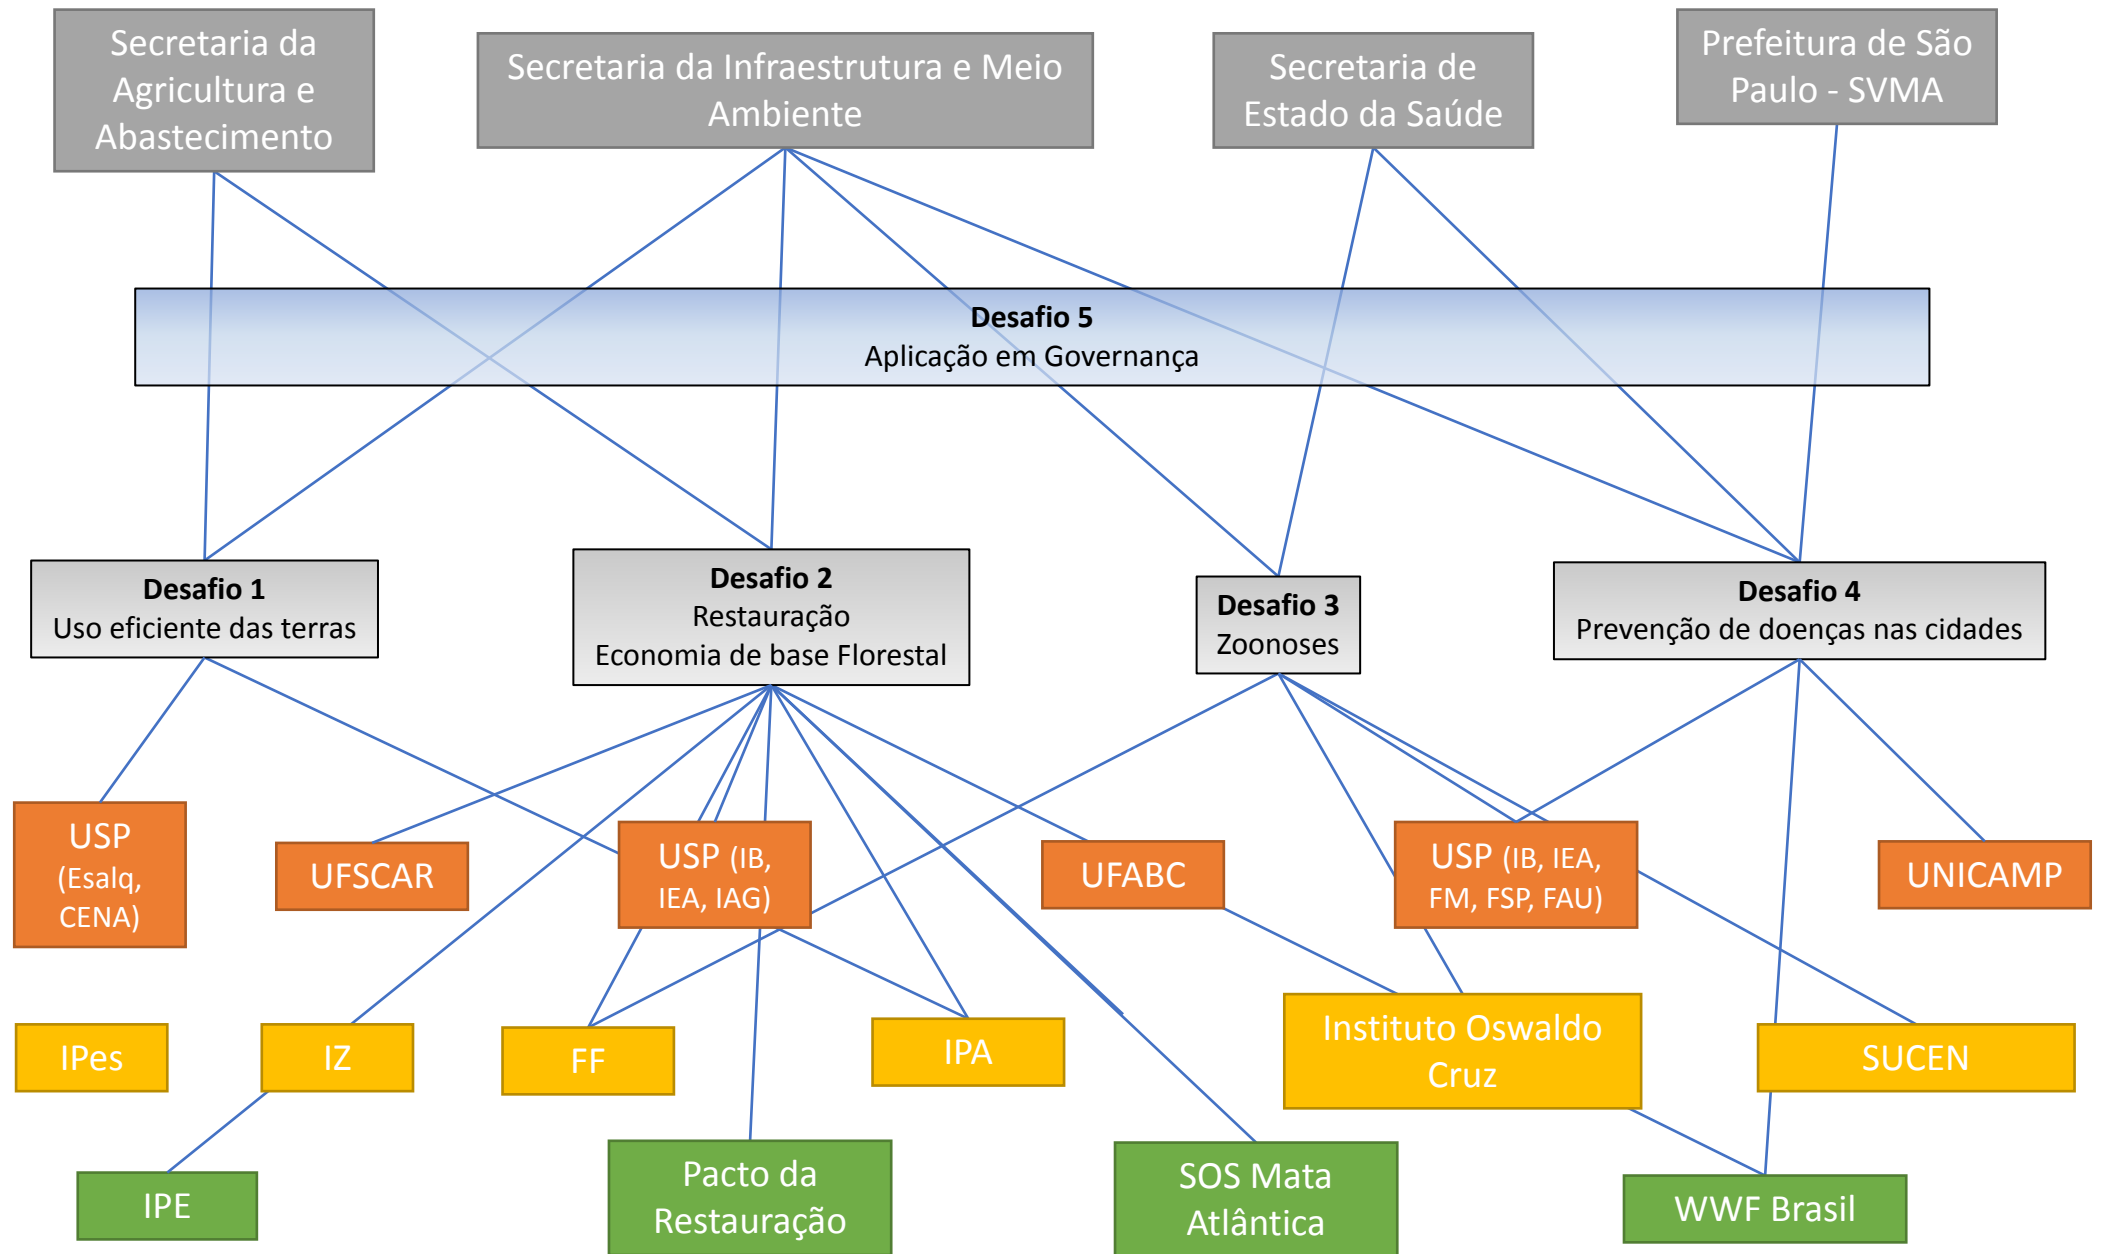 Secretaria da
Agricultura e
Abastecimento
Secretaria da Infraestrutura e Meio
Ambiente
Secretaria de
Estado da Saúde
Prefeitura de São
Paulo - SVMA
Desafio 5
Aplicação em Governança
Desafio 1
Uso eficiente das terras
Desafio 2
Restauração
Economia de base Florestal
Desafio 3
Zoonoses
Desafio 4
Prevenção de doenças nas cidades
USP
(Esalq,
CENA)
UFSCAR
USP (IB,
IEA, IAG)
UFABC
USP (IB, IEA,
FM, FSP, FAU)
UNICAMP
IPes
IZ
FF
IPA
Instituto Oswaldo
Cruz
SUCEN
IPE
Pacto da
Restauração
SOS Mata
Atlântica
WWF Brasil